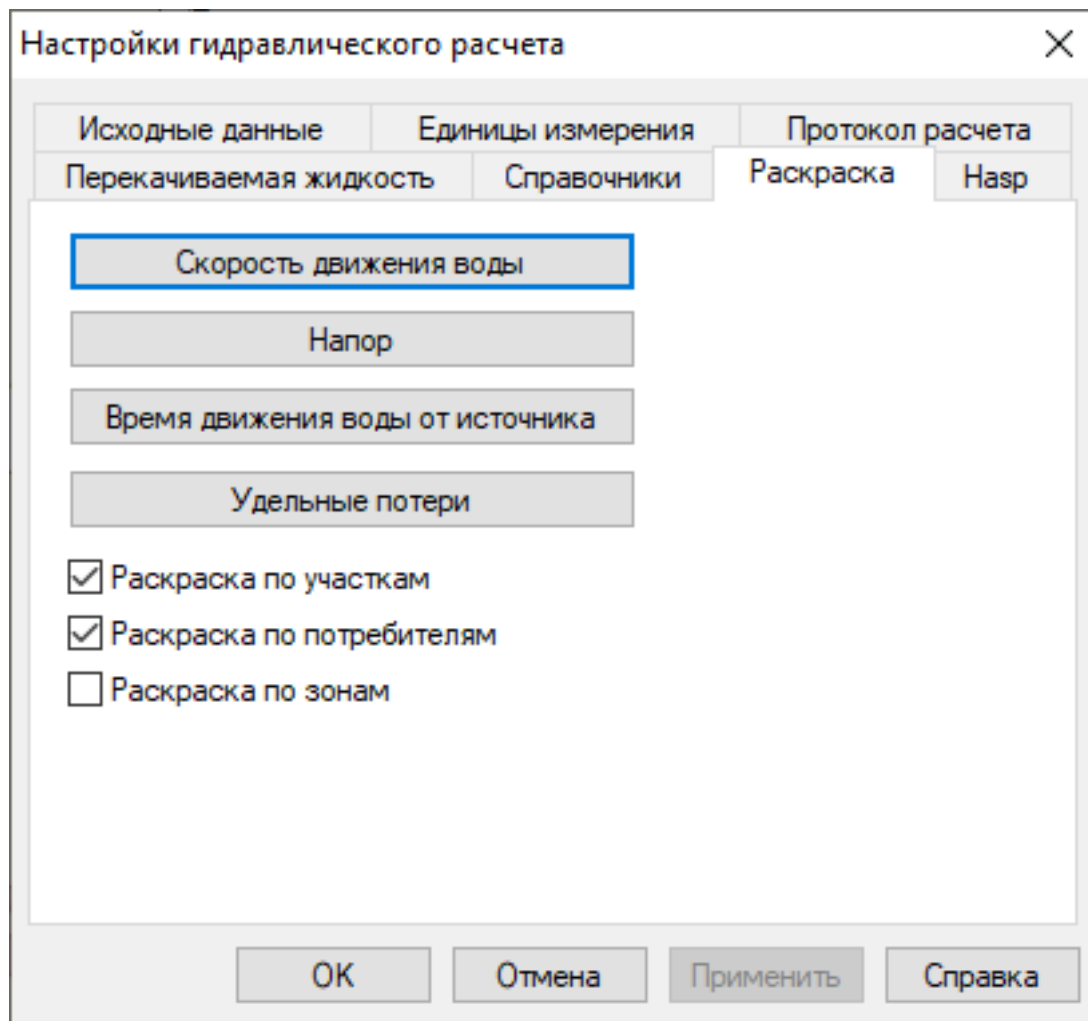 Настройки гидравлического расчета
Исходные данные Единицы измерения Протокол расчета
Перекачиваемая жидкость Справочники Раскраска Hasp
Скорость движения воды
Напор
Время движения воды от источника
Удельные потери
Раскраска по участкам
Раскраска по потребителям
Раскраска по зонам
OK Отмена Применить Справка